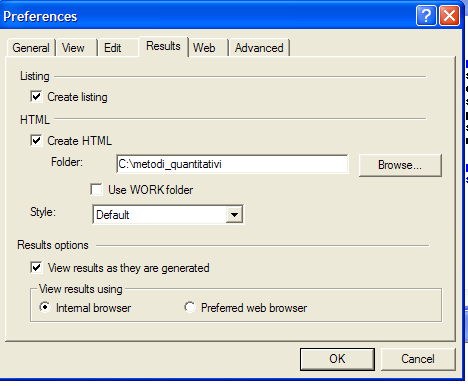 Preferences
General View Edit Results Web Advanced
Listing
Create listing
HTML
Create HTML
Folder: C:\metodi_quantitativi Browse...
Use WORK folder
Style: Default
Results options
View results as they are generated
View results using
Internal browser Preferred web browser
OK Cancel